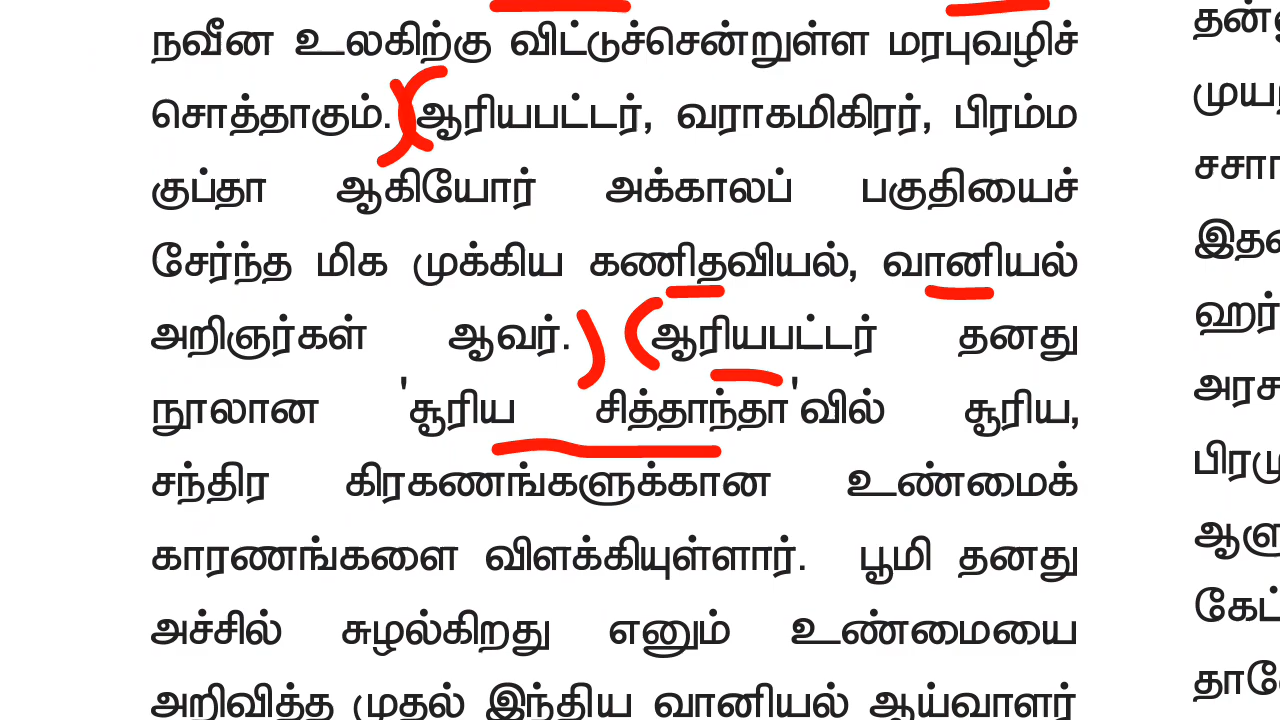 நவீன உலகிற்கு விட்டுச்சென்றுள்ள மரபுவழிச்
சொத்தாகும். ஆரியபட்டர், வராகமிகிரர், பிரம்ம
குப்தா ஆகியோர் அக்காலப் பகுதியைச்
சேர்ந்த மிக முக்கிய கணிதவியல், வானியல்
அறிஞர்கள் ஆவர். ஆரியபட்டர் தனது
நூலான 'சூரிய சித்தாந்தா'வில் சூரிய,
சந்திர கிரகணங்களுக்கான உண்மைக்
காரணங்களை விளக்கியுள்ளார். பூமி தனது
அச்சில் சுழல்கிறது எனும் உண்மையை
அறிவித்த முதல் இந்திய வானியல் ஆய்வாளர்